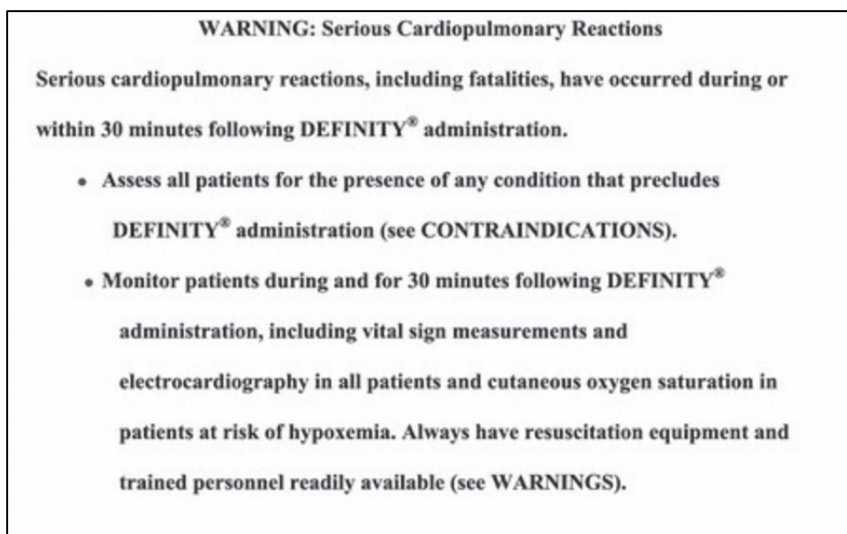 WARNING: Serious Cardiopulmonary Reactions
Serious cardiopulmonary reactions, including fatalities, have occurred during or
within 30 minutes following DEFINITY® administration.
• Assess all patients for the presence of any condition that precludes
DEFINITY® administration (see CONTRAINDICATIONS).
• Monitor patients during and for 30 minutes following DEFINITY®
administration, including vital sign measurements and
electrocardiography in all patients and cutaneous oxygen saturation in
patients at risk of hypoxemia. Always have resuscitation equipment and
trained personnel readily available (see WARNINGS).